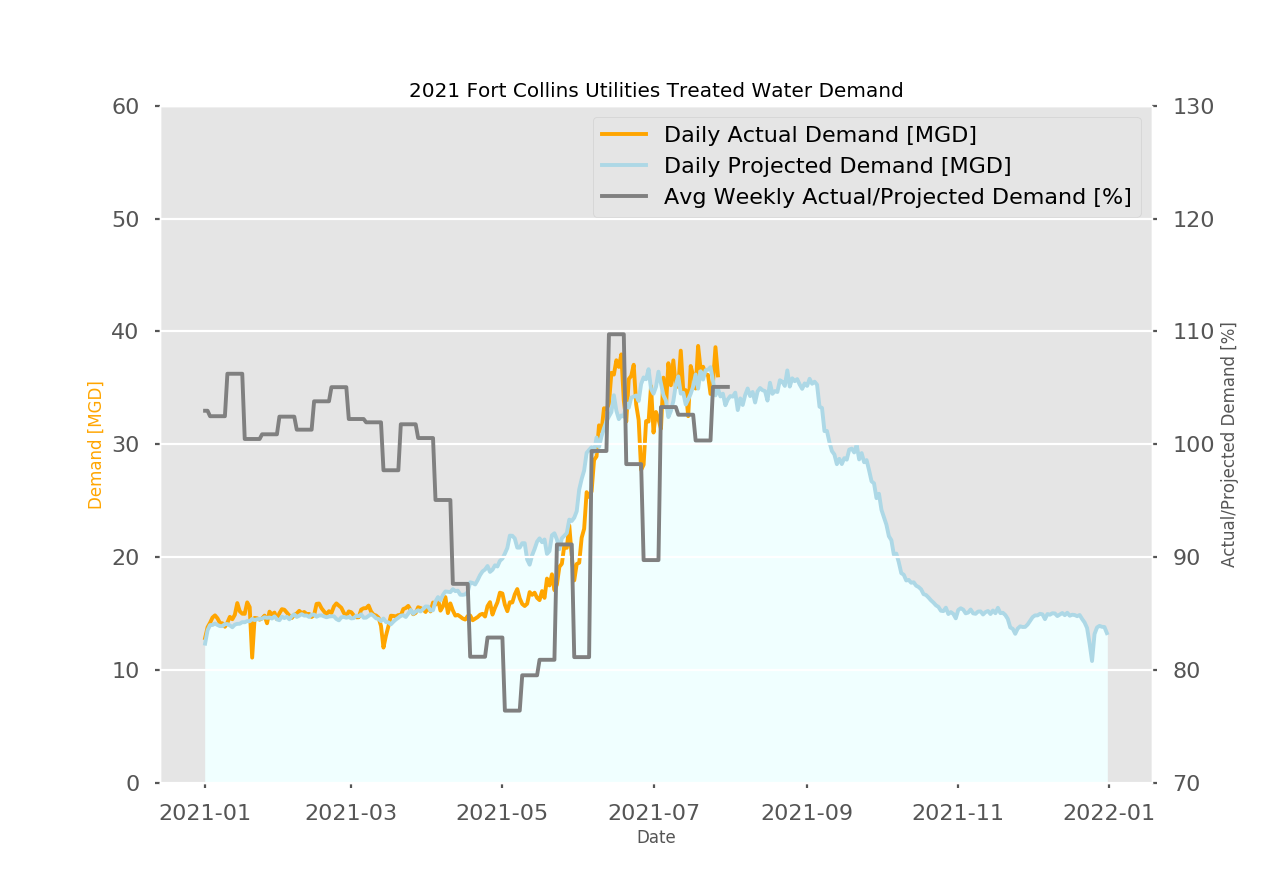 2021 Fort Collins Utilities Treated Water Demand
Daily Actual Demand [MGD]
Daily Projected Demand [MGD]
Avg Weekly Actual/Projected Demand [%]
60
50
40
30
20
10
0
Demand [MGD]
130
120
110
100
90
80
70
Actual/Projected Demand [%]
2021-01 2021-03 2021-05 2021-07 2021-09 2021-11 2022-01
Date